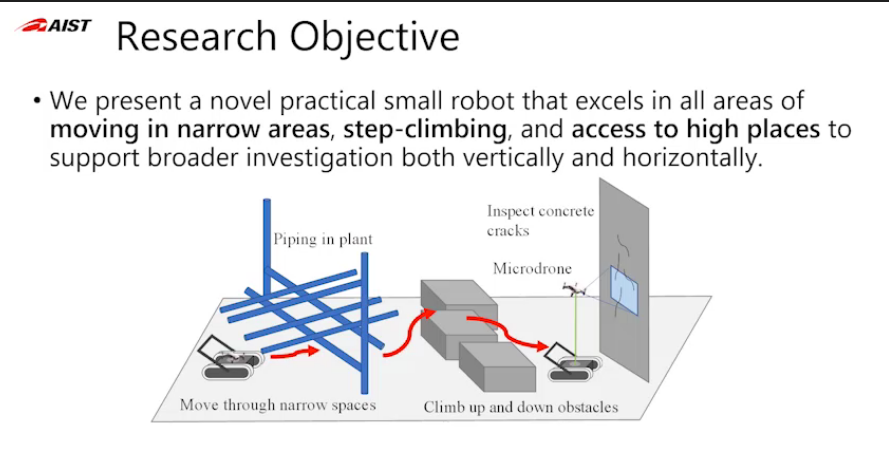 AIST
Research Objective
• We present a novel practical small robot that excels in all areas of
moving in narrow areas, step-climbing, and access to high places to
support broader investigation both vertically and horizontally.
Inspect concrete
cracks
Piping in plant
Microdrone
Move through narrow spaces
Climb up and down obstacles